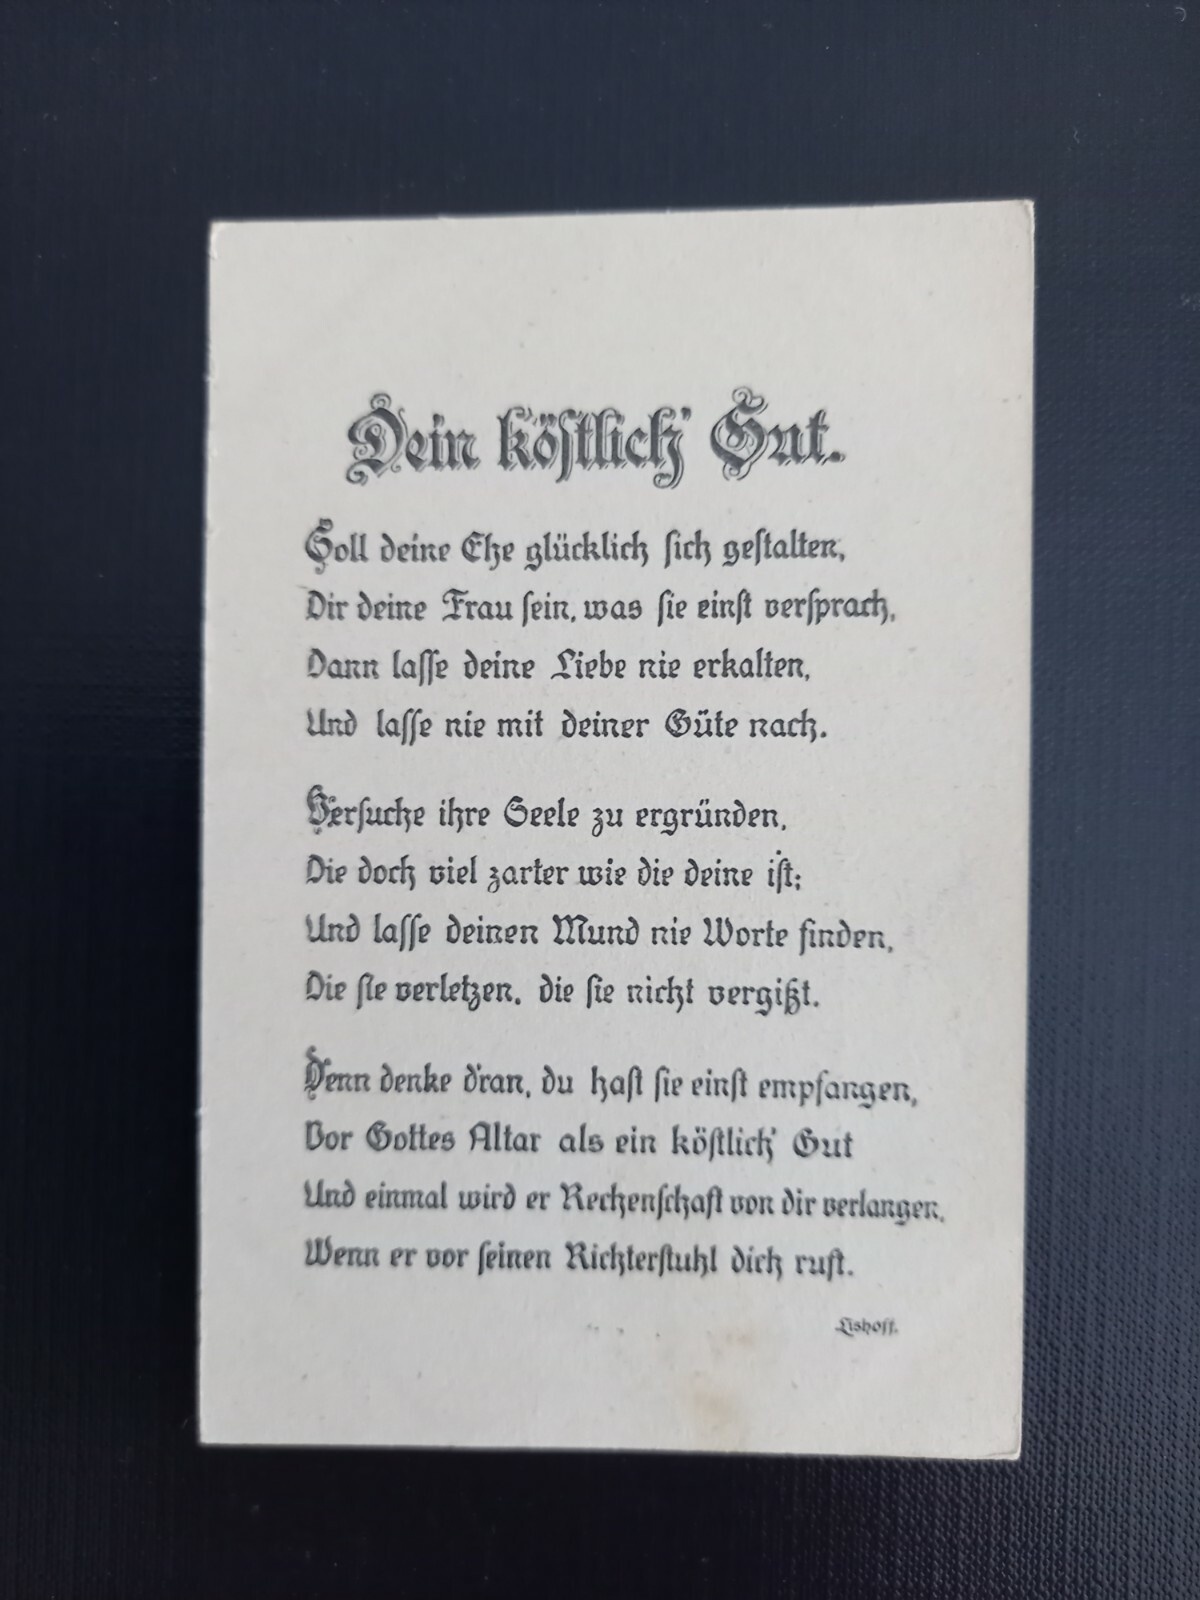 Dein köstlich' Gut.
Soll deine Ehe glücklich sich gestalten,
Dir deine Frau sein, was sie einst versprach,
Dann lasse deine Liebe nie erkalten,
Und lasse nie mit deiner Güte nach.
Versuche ihre Seele zu ergründen,
Die doch viel zarter wie die deine ist;
Und lasse deinen Mund nie Worte finden,
Die sie verletzen, die sie nicht vergißt.
Denn denke d'ran, du hast sie einst empfangen,
Vor Gottes Altar als ein köstlich' Gut
Und einmal wird er Rechenschaft von dir verlangen,
Wenn er vor seinen Richterstuhl dich ruft.
Lishoff.